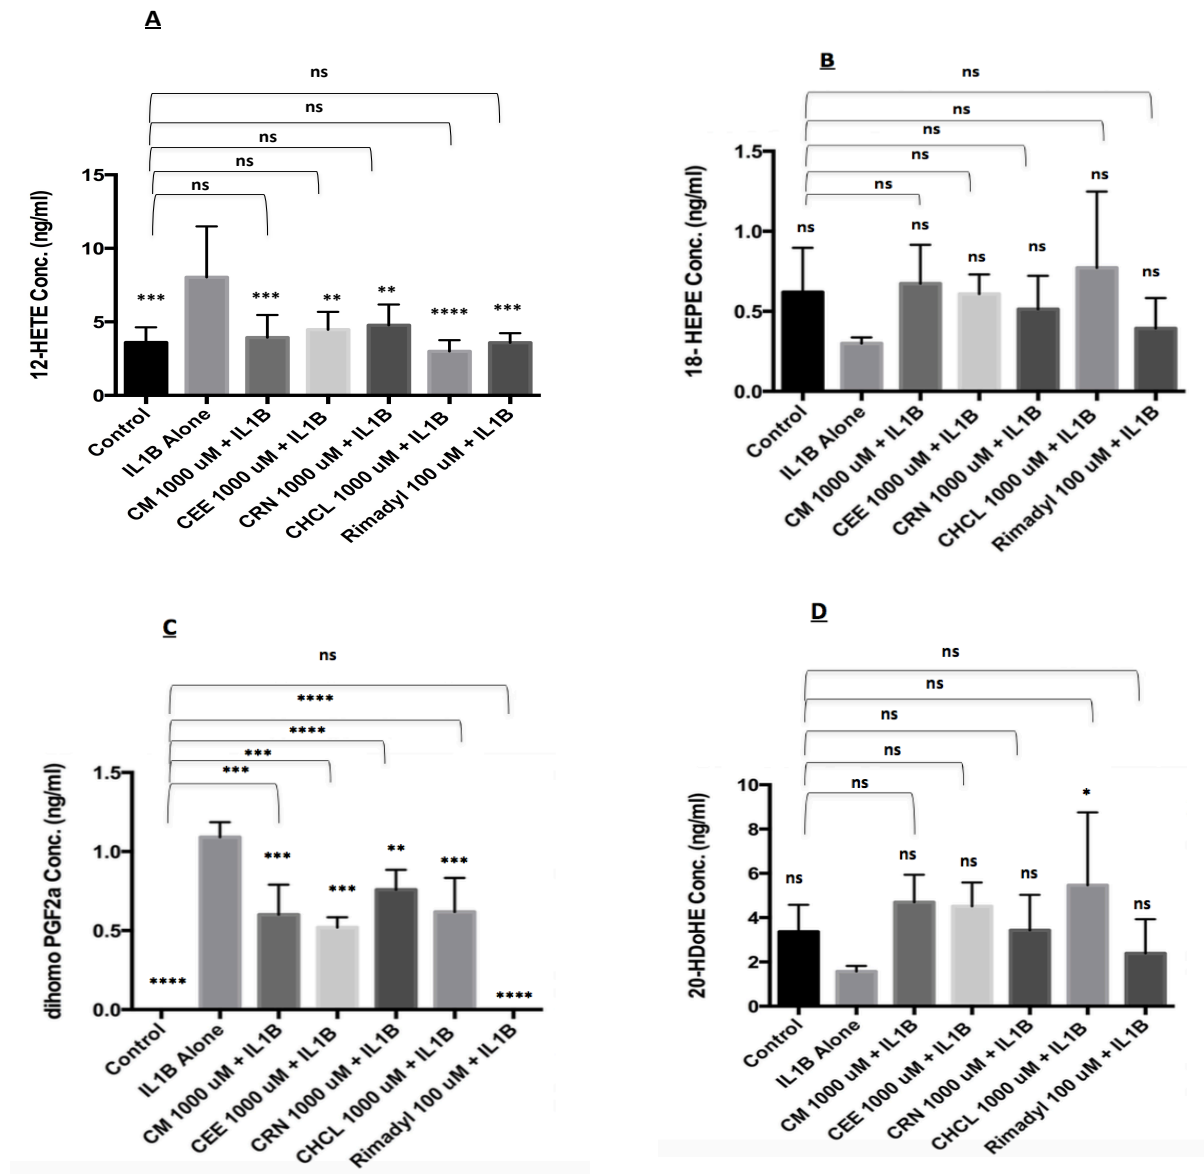 A
ns
ns
ns
ns
ns
12-HETE Conc. (ng/ml)
15
10
5
0
***
***
**
**
****
***
Control
IL1B Alone
CM 1000 uM + IL1B
CEE 1000 uM + IL1B
CRN 1000 uM + IL1B
CHCL 1000 uM + IL1B
Rimadyl 100 uM + IL1B
B
ns
ns
ns
ns
ns
18- HEPE Conc. (ng/ml)
1.5
1.0
0.5
0.0
ns
ns
ns
ns
ns
ns
Control
IL1B Alone
CM 1000 uM + IL1B
CEE 1000 uM + IL1B
CRN 1000 uM + IL1B
CHCL 1000 uM + IL1B
Rimadyl 100 uM + IL1B
C
ns
****
****
***
***
dihomo PGF2a Conc. (ng/ml)
1.5
1.0
0.5
0.0
****
***
***
**
***
****
Control
IL1B Alone
CM 1000 uM + IL1B
CEE 1000 uM + IL1B
CRN 1000 uM + IL1B
CHCL 1000 uM + IL1B
Rimadyl 100 uM + IL1B
D
ns
ns
ns
ns
ns
20-HDoHE Conc. (ng/ml)
10
8
6
4
2
0
ns
ns
ns
ns
*
ns
Control
IL1B Alone
CM 1000 uM + IL1B
CEE 1000 uM + IL1B
CRN 1000 uM + IL1B
CHCL 1000 uM + IL1B
Rimadyl 100 uM + IL1B